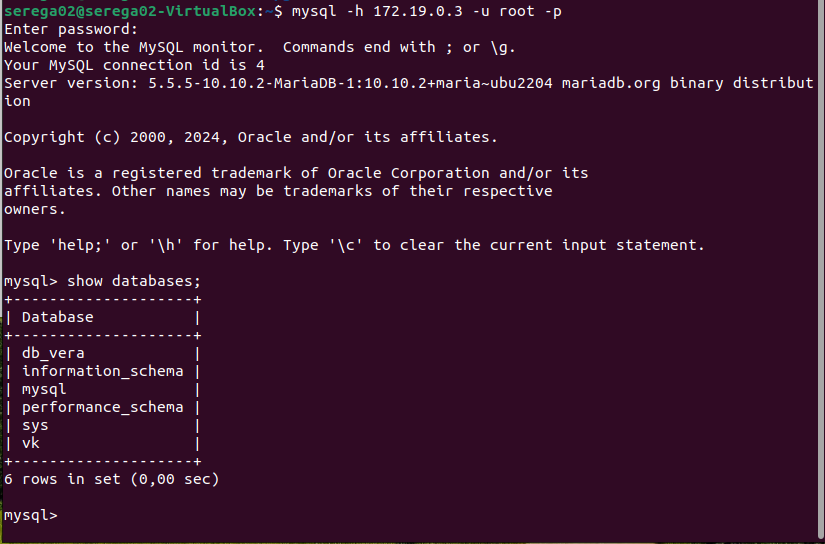 serega02@serega02-VirtualBox:~$ mysql -h 172.19.0.3 -u root -p
Enter password:
Welcome to the MySQL monitor.  Commands end with ; or \g.
Your MySQL connection id is 4
Server version: 5.5.5-10.10.2-MariaDB-1:10.10.2+maria~ubu2204 mariadb.org binary distribut
ion

Copyright (c) 2000, 2024, Oracle and/or its affiliates.

Oracle is a registered trademark of Oracle Corporation and/or its
affiliates. Other names may be trademarks of their respective
owners.

Type 'help;' or '\h' for help. Type '\c' to clear the current input statement.

mysql> show databases;
+--------------------+
| Database           |
+--------------------+
| db_vera            |
| information_schema |
| mysql              |
| performance_schema |
| sys                |
| vk                 |
+--------------------+
6 rows in set (0,00 sec)

mysql>